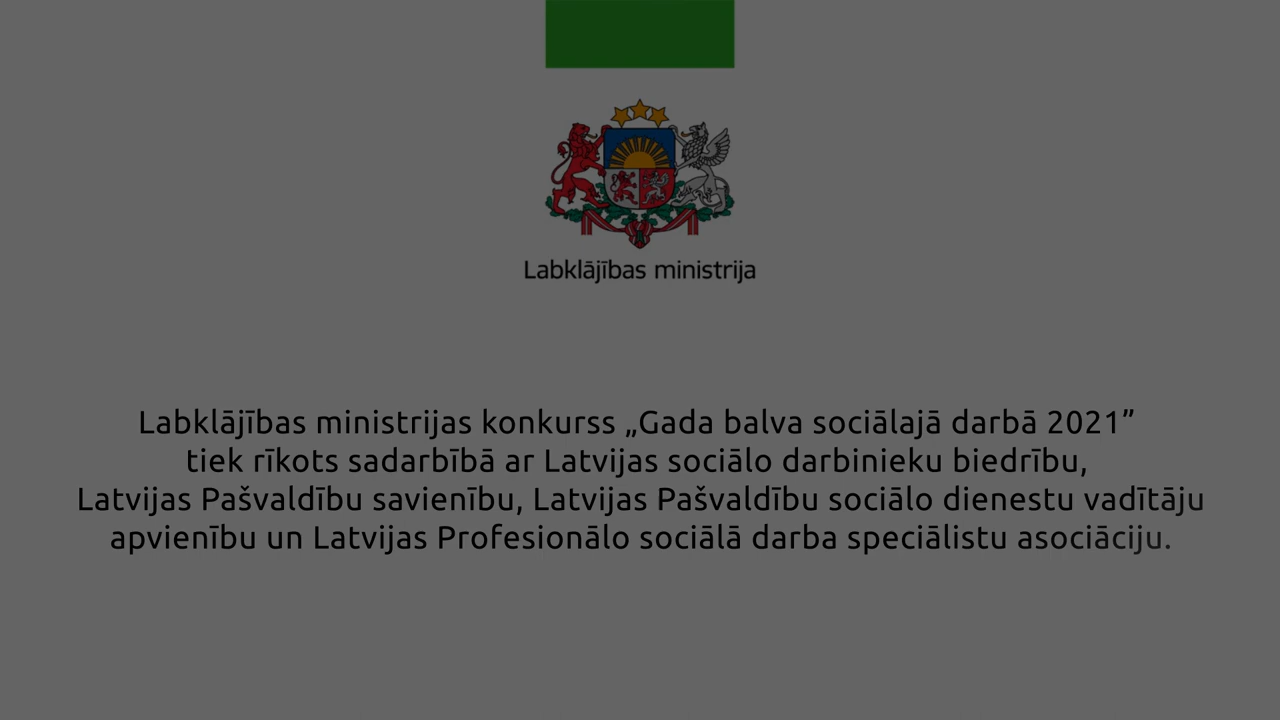 Labklājības ministrija
Labklājības ministrijas konkurss „Gada balva sociālajā darbā 2021”
tiek rīkots sadarbībā ar Latvijas sociālo darbinieku biedrību,
Latvijas Pašvaldību savienību, Latvijas Pašvaldību sociālo dienestu vadītāju
apvienību un Latvijas Profesionālo sociālā darba speciālistu asociāciju.